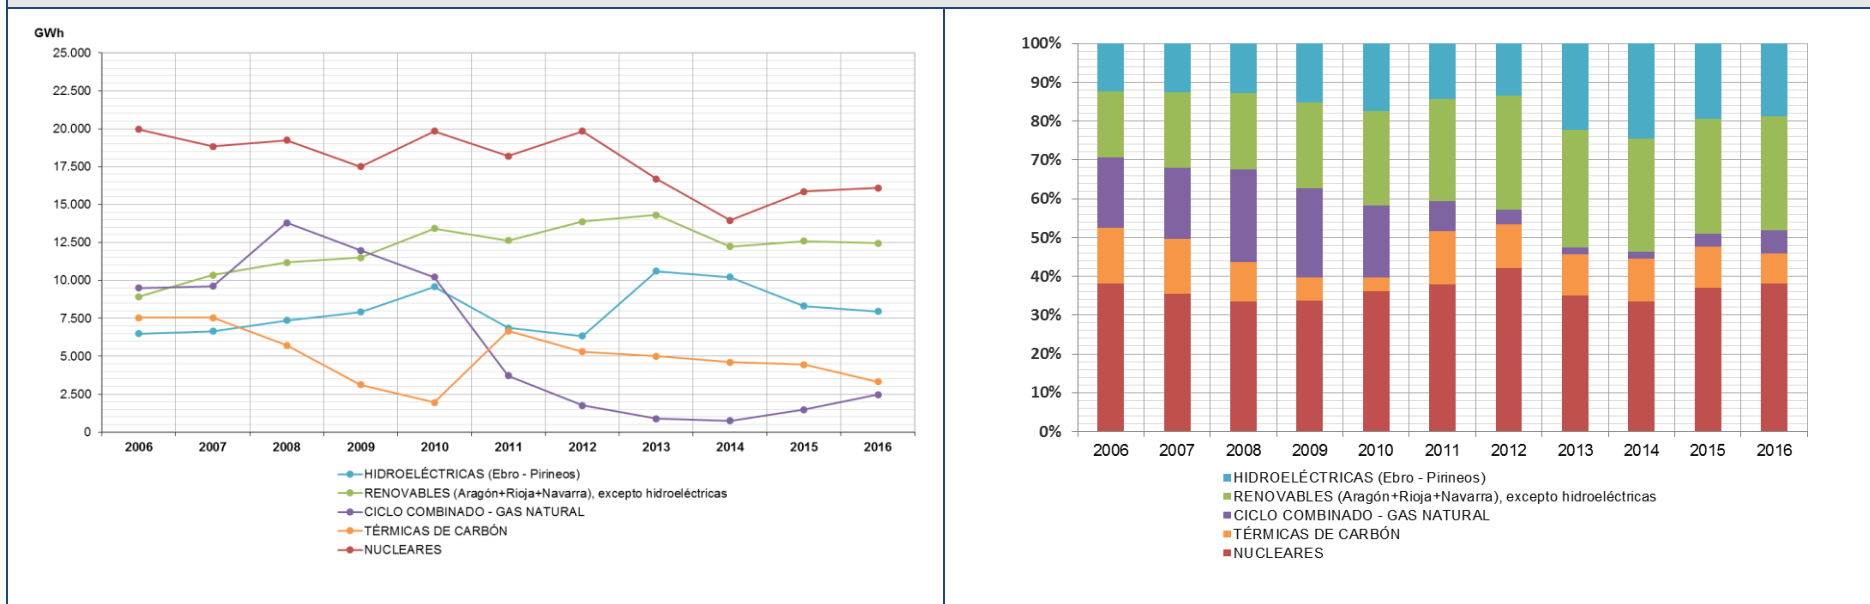 GWh
25.000
22.500
20.000
17.500
15.000
12.500
10.000
7.500
5.000
2.500
0
2006 2007 2008 2009 2010 2011 2012 2013 2014 2015 2016
HIDROELÉCTRICAS (Ebro - Pirineos)
RENOVABLES (Aragón+Rioja+Navarra), excepto hidroeléctricas
CICLO COMBINADO - GAS NATURAL
TÉRMICAS DE CARBÓN
NUCLEARES
100%
90%
80%
70%
60%
50%
40%
30%
20%
10%
0%
2006 2007 2008 2009 2010 2011 2012 2013 2014 2015 2016
HIDROELÉCTRICAS (Ebro - Pirineos)
RENOVABLES (Aragón+Rioja+Navarra), excepto hidroeléctricas
CICLO COMBINADO - GAS NATURAL
TÉRMICAS DE CARBÓN
NUCLEARES